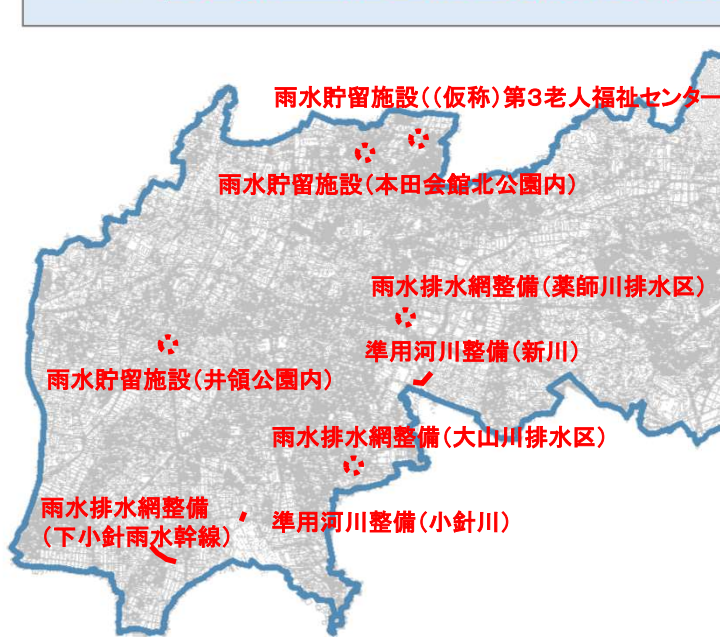 雨水貯留施設((仮称)第3老人福祉センター
雨水貯留施設(本田会館北公園内)
雨水排水網整備(薬師川排水区)
準用河川整備(新川)
雨水貯留施設(井領公園内)
雨水排水網整備(大山川排水区)
雨水排水網整備
(下小針雨水幹線)
準用河川整備(小針川)